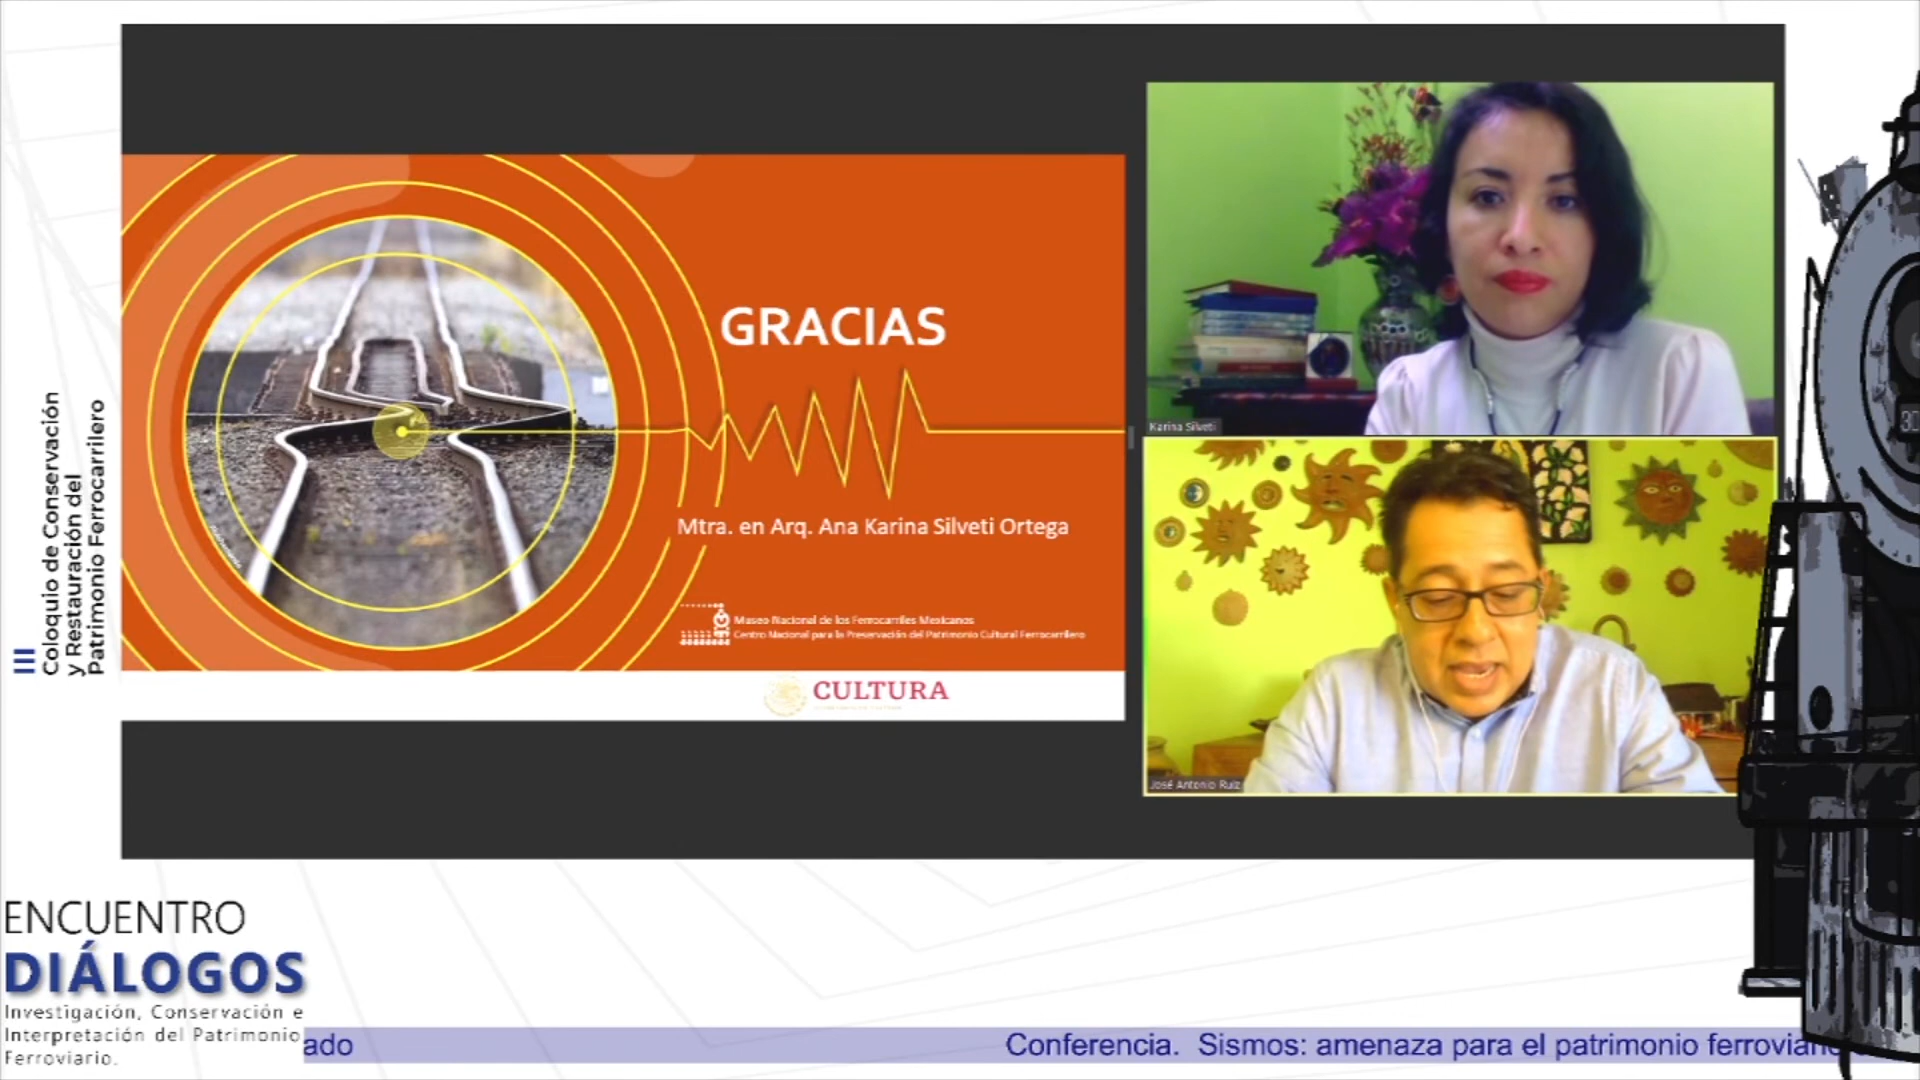 III
Coloquio de Conservación
y Restauración del
Patrimonio Ferrocarrilero
GRACIAS
Mtra. en Arq. Ana Karina Silveti Ortega
Museo Nacional de los Ferrocarriles Mexicanos
Centro Nacional para la Preservación del Patrimonio Cultural Ferrocarrilero
CULTURA
Karina Silveti
José Antonio Ruiz
ENCUENTRO
DIÁLOGOS
Investigación, Conservación e
Interpretación del Patrimonio
Ferroviario.
ado
Conferencia. Sismos: amenaza para el patrimonio ferroviario